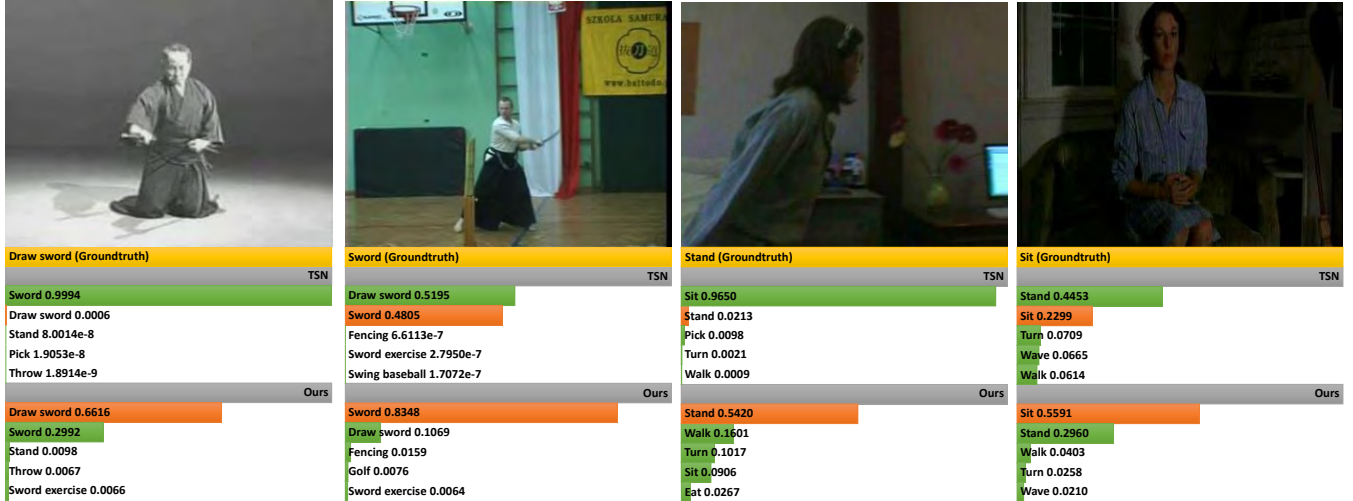 SZKOŁA SAMURA
www.battodo.
Draw sword (Groundtruth)
TSN
Sword 0.9994
Draw sword 0.0006
Stand 8.0014e-8
Pick 1.9053e-8
Throw 1.8914e-9
Ours
Draw sword 0.6616
Sword 0.2992
Stand 0.0098
Throw 0.0067
Sword exercise 0.0066
Sword (Groundtruth)
TSN
Draw sword 0.5195
Sword 0.4805
Fencing 6.6113e-7
Sword exercise 2.7950e-7
Swing baseball 1.7072e-7
Ours
Sword 0.8348
Draw sword 0.1069
Fencing 0.0159
Golf 0.0076
Sword exercise 0.0064
Stand (Groundtruth)
TSN
Sit 0.9650
Stand 0.0213
Pick 0.0098
Turn 0.0021
Walk 0.0009
Ours
Stand 0.5420
Walk 0.1601
Turn 0.1017
Sit 0.0906
Eat 0.0267
Sit (Groundtruth)
TSN
Stand 0.4453
Sit 0.2299
Turn 0.0709
Wave 0.0665
Walk 0.0614
Ours
Sit 0.5591
Stand 0.2960
Walk 0.0403
Turn 0.0258
Wave 0.0210